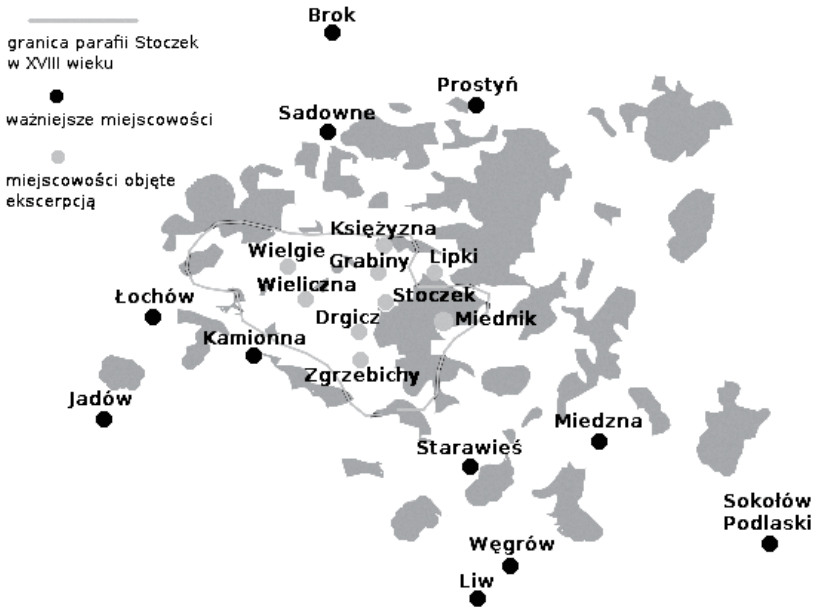 granica parafii Stoczek
w XVIII wieku
ważniejsze miejscowości
miejscowości objęte
ekscerpcją
Brok
Prostyń
Sadowne
Księżyzna
Wielgie
Grabiny
Lipki
Wieliczna
Stoczek
Łochów
Drgicz
Miednik
Kamionna
Zgrzebichy
Jadów
Miedzna
Starawieś
Sokołów
Podlaski
Węgrów
Liw